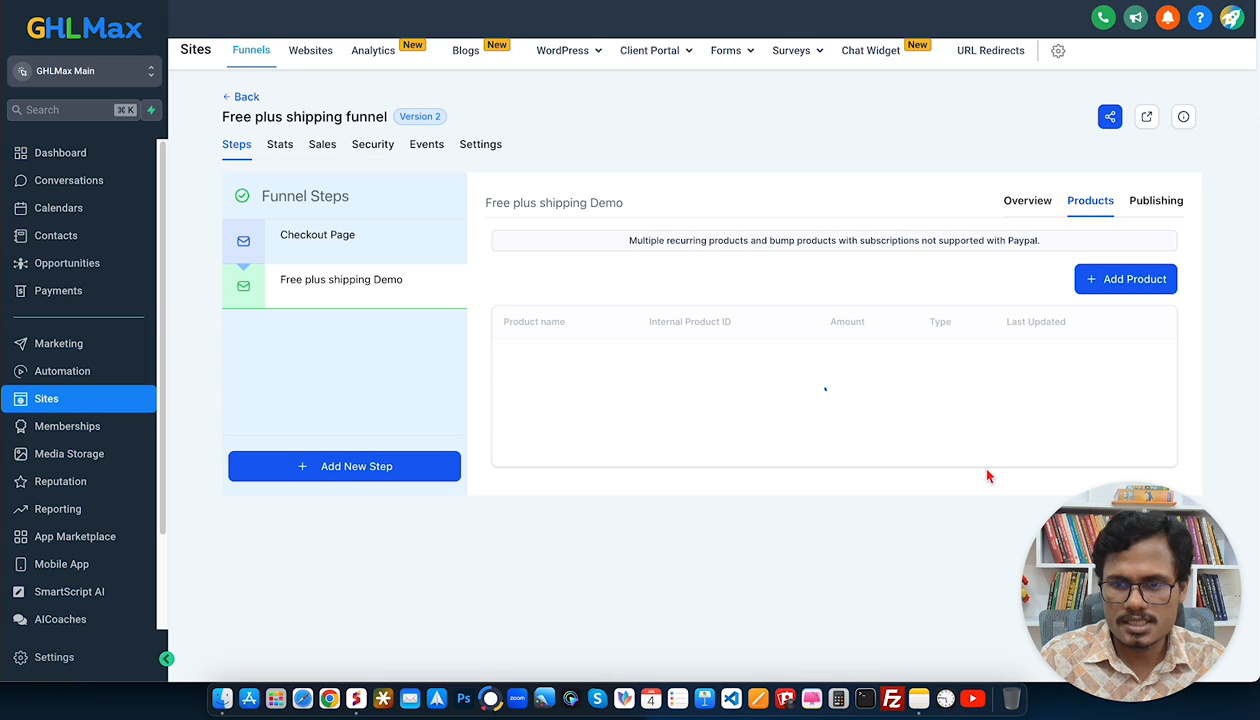 GHLMax
GHLMax Main
Search
⌘ K
Dashboard
Conversations
Calendars
Contacts
Opportunities
Payments
Marketing
Automation
Sites
Memberships
Media Storage
Reputation
Reporting
App Marketplace
Mobile App
SmartScript AI
AICoaches
Settings
Sites
Funnels
Websites
Analytics New
Blogs New
WordPress
Client Portal
Forms
Surveys
Chat Widget New
URL Redirects
← Back
Free plus shipping funnel Version 2
Steps Stats Sales Security Events Settings
Funnel Steps
Checkout Page
Free plus shipping Demo
+ Add New Step
Free plus shipping Demo
Overview Products Publishing
Multiple recurring products and bump products with subscriptions not supported with Paypal.
+ Add Product
Product name Internal Product ID Amount Type Last Updated
Ps
zoom
JUL
4
FZ